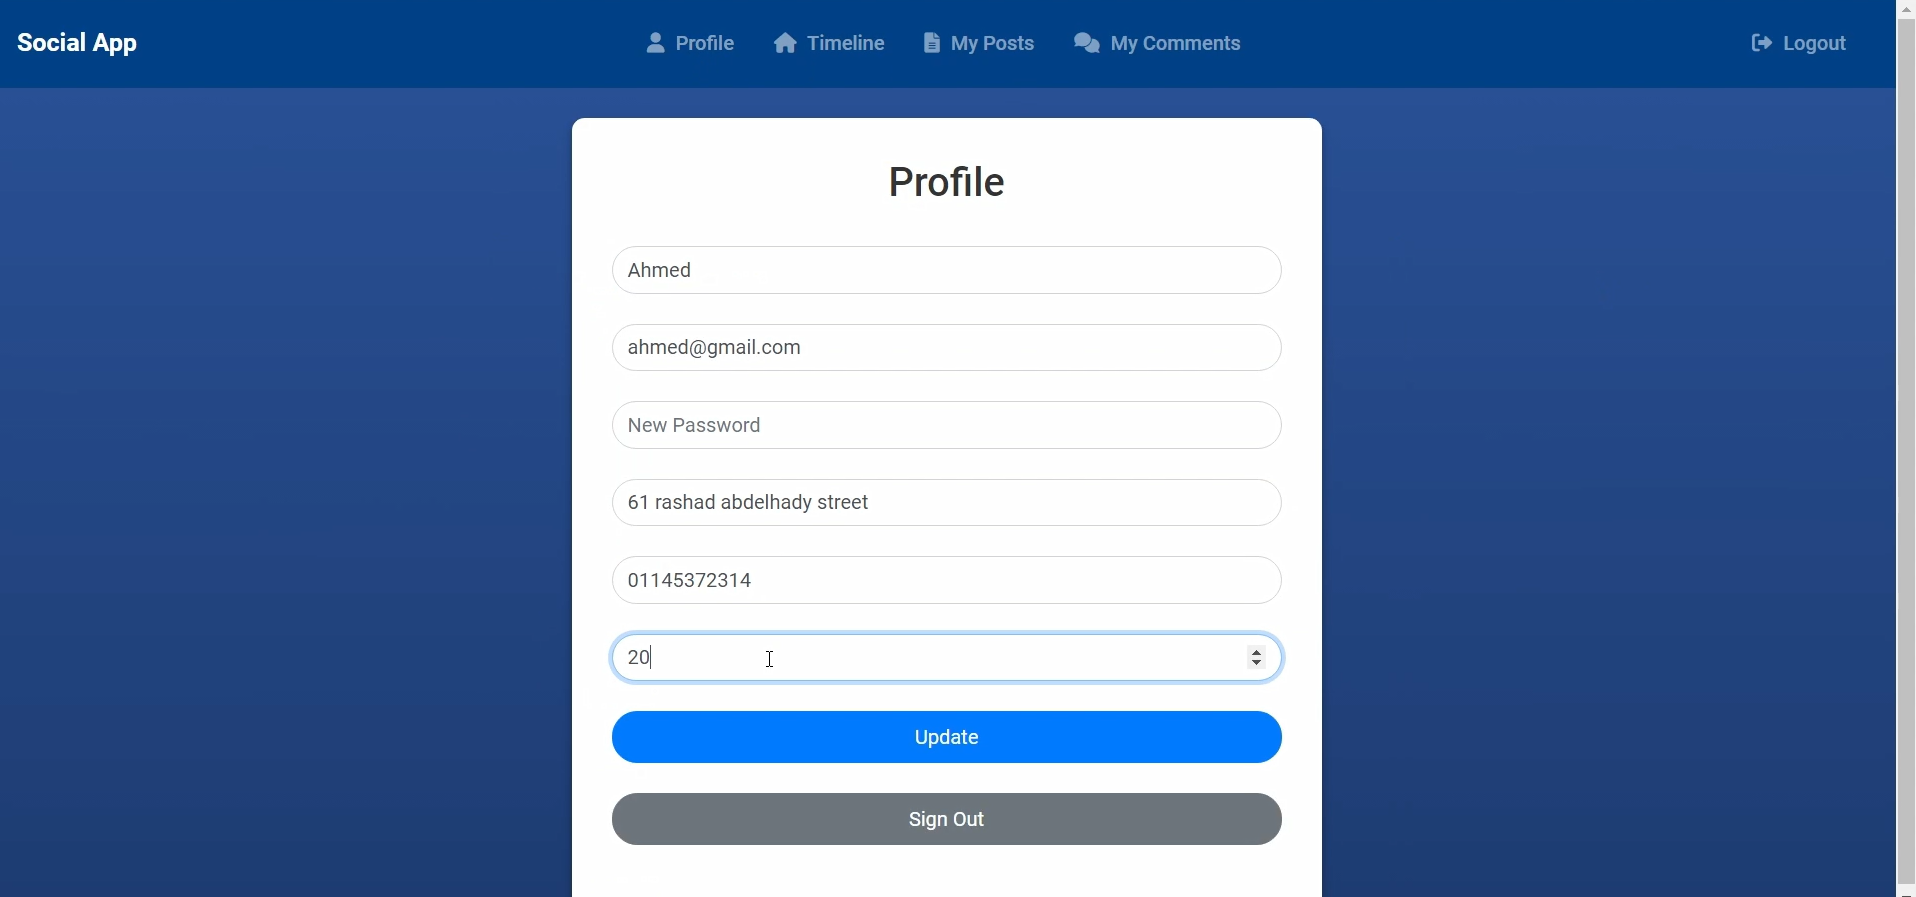 Social App
Profile
Timeline
My Posts
My Comments
Logout
Profile
Ahmed
ahmed@gmail.com
New Password
61 rashad abdelhady street
01145372314
20
Update
Sign Out